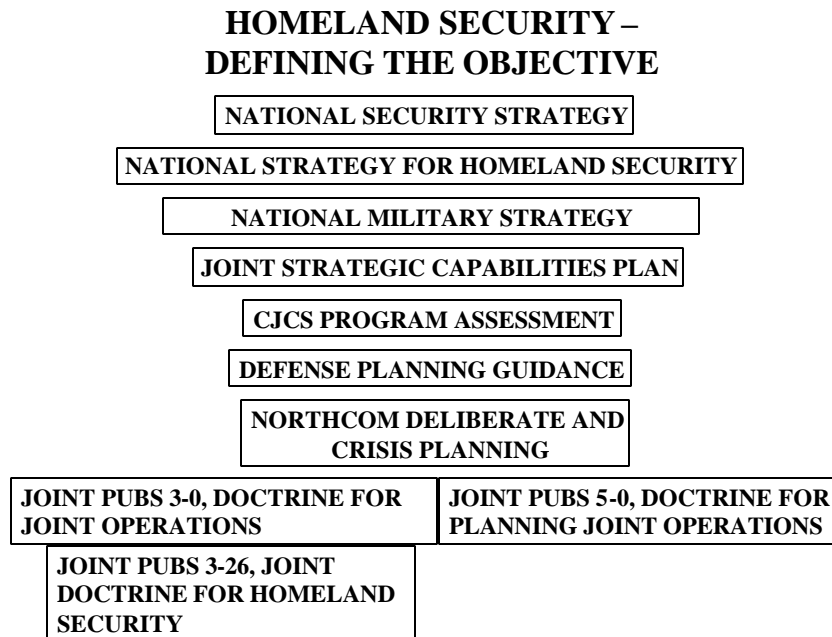 HOMELAND SECURITY –
DEFINING THE OBJECTIVE
NATIONAL SECURITY STRATEGY
NATIONAL STRATEGY FOR HOMELAND SECURITY
NATIONAL MILITARY STRATEGY
JOINT STRATEGIC CAPABILITIES PLAN
CJCS PROGRAM ASSESSMENT
DEFENSE PLANNING GUIDANCE
NORTHCOM DELIBERATE AND
CRISIS PLANNING
JOINT PUBS 3-0, DOCTRINE FOR
JOINT OPERATIONS
JOINT PUBS 5-0, DOCTRINE FOR
PLANNING JOINT OPERATIONS
JOINT PUBS 3-26, JOINT
DOCTRINE FOR HOMELAND
SECURITY